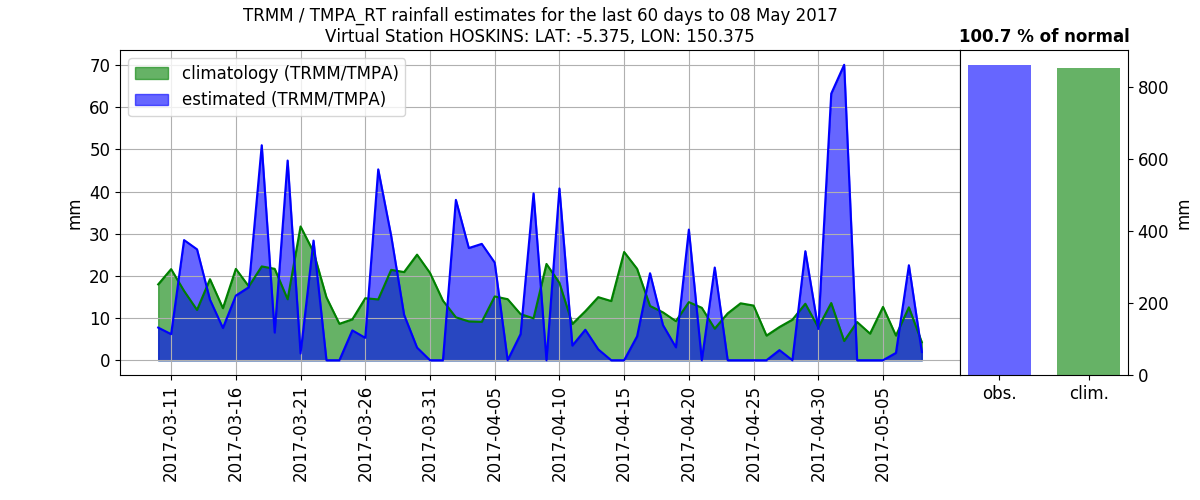 TRMM / TMPA_RT rainfall estimates for the last 60 days to 08 May 2017
Virtual Station HOSKINS: LAT: -5.375, LON: 150.375
100.7 % of normal
climatology (TRMM/TMPA)
estimated (TRMM/TMPA)
mm
70
60
50
40
30
20
10
0
2017-03-11
2017-03-16
2017-03-21
2017-03-26
2017-03-31
2017-04-05
2017-04-10
2017-04-15
2017-04-20
2017-04-25
2017-04-30
2017-05-05
800
600
400
200
0
mm
obs.
clim.